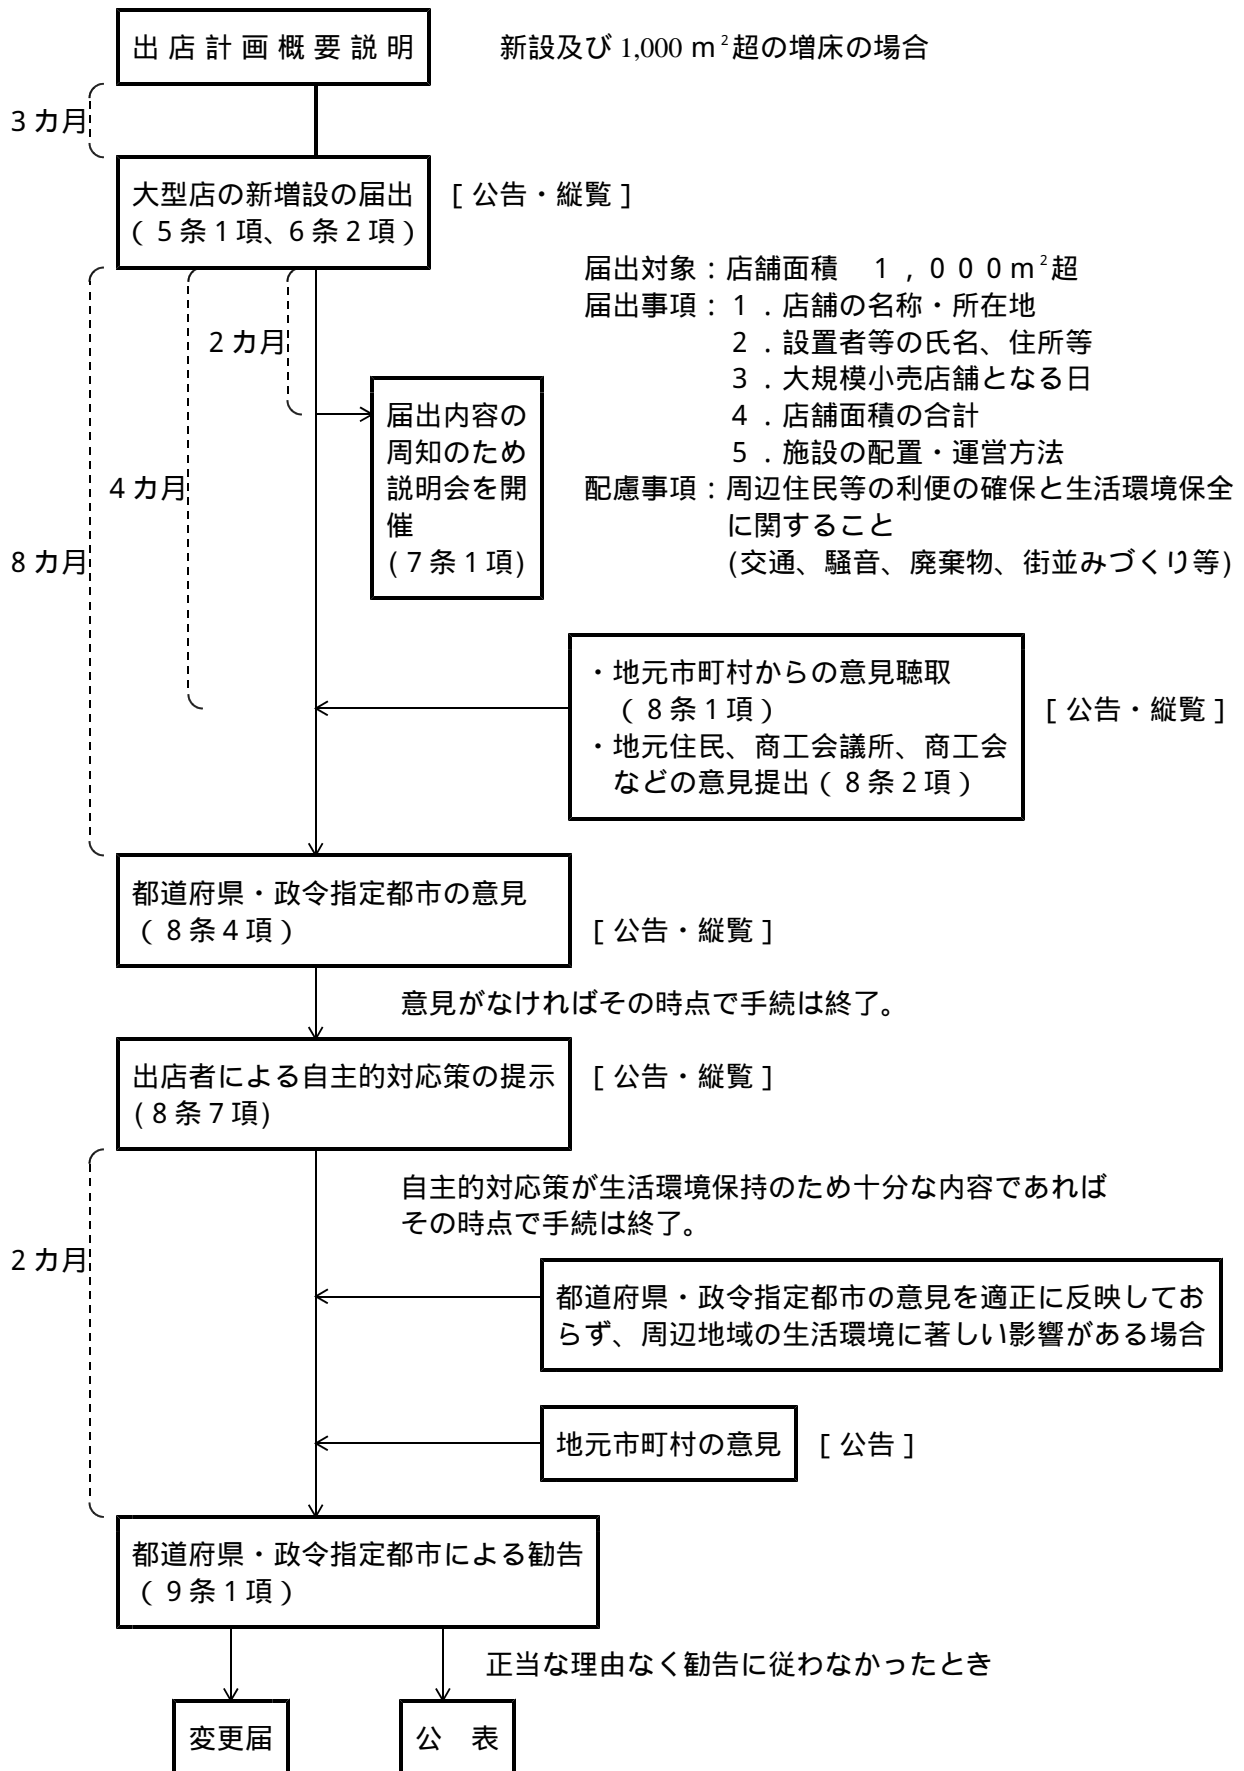 出店計画概要説明
新設及び 1,000 ㎡超の増床の場合
3カ月
大型店の新増設の届出
(5条1項、6条2項)
[公告・縦覧]
届出対象:店舗面積 1,000㎡超
届出事項:1.店舗の名称・所在地
2.設置者等の氏名、住所等
3.大規模小売店舗となる日
4.店舗面積の合計
5.施設の配置・運営方法
配慮事項:周辺住民等の利便の確保と生活環境保全
に関すること
(交通、騒音、廃棄物、街並みづくり等)
2カ月
届出内容の
周知のため
説明会を開
催
(7条1項)
4カ月
8カ月
・地元市町村からの意見聴取
(8条1項)
・地元住民、商工会議所、商工会
などの意見提出(8条2項)
[公告・縦覧]
都道府県・政令指定都市の意見
(8条4項)
[公告・縦覧]
意見がなければその時点で手続は終了。
出店者による自主的対応策の提示
(8条7項)
[公告・縦覧]
自主的対応策が生活環境保持のため十分な内容であれば
その時点で手続は終了。
2カ月
都道府県・政令指定都市の意見を適正に反映してお
らず、周辺地域の生活環境に著しい影響がある場合
地元市町村の意見
[公告]
都道府県・政令指定都市による勧告
(9条1項)
正当な理由なく勧告に従わなかったとき
変更届
公 表